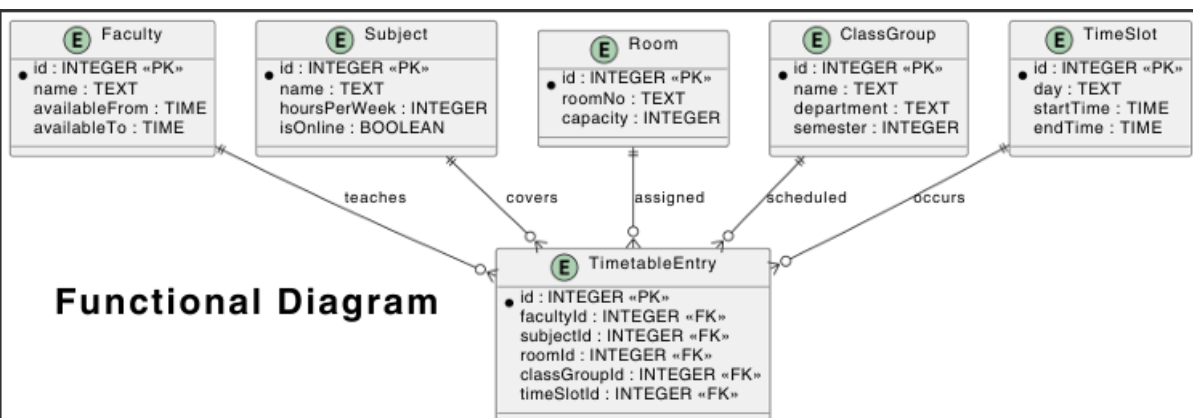 E Faculty
id : INTEGER «PK»
name : TEXT
availableFrom : TIME
availableTo : TIME
E Subject
id : INTEGER «PK»
name : TEXT
hoursPerWeek : INTEGER
isOnline : BOOLEAN
E Room
id : INTEGER «PK»
roomNo : TEXT
capacity : INTEGER
E ClassGroup
id : INTEGER «PK»
name : TEXT
department : TEXT
semester : INTEGER
E TimeSlot
id : INTEGER «PK»
day : TEXT
startTime : TIME
endTime : TIME
teaches
covers
assigned
scheduled
occurs
Functional Diagram
E TimetableEntry
id : INTEGER «PK»
facultyId : INTEGER «FK»
subjectId : INTEGER «FK»
roomId : INTEGER «FK»
classGroupId : INTEGER «FK»
timeSlotId : INTEGER «FK»